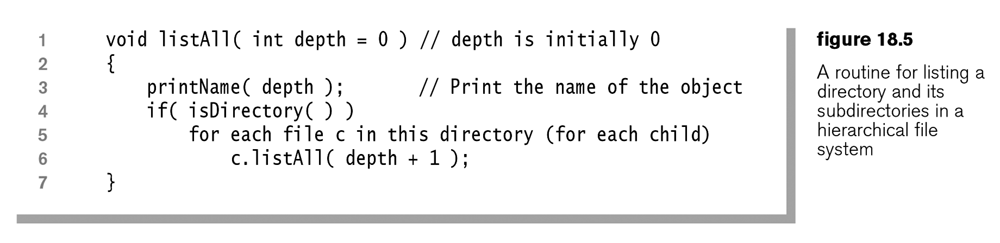 1 void listAll( int depth = 0 ) // depth is initially 0
2 {
3 printName( depth ); // Print the name of the object
4 if( isDirectory( ) )
5 for each file c in this directory (for each child)
6 c.listAll( depth + 1 );
7 }
figure 18.5
A routine for listing a
directory and its
subdirectories in a
hierarchical file
system